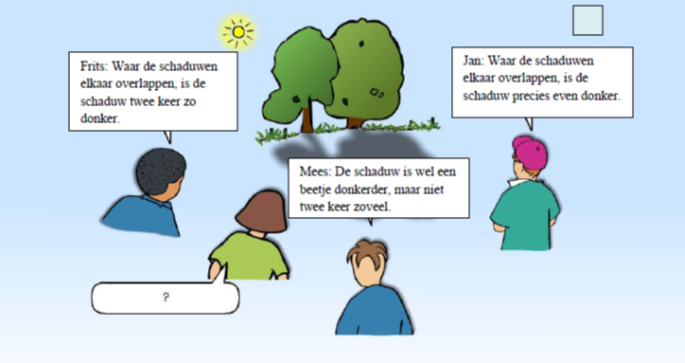 Frits: Waar de schaduwen
elkaar overlappen, is de
schaduw twee keer zo
donker.
Jan: Waar de schaduwen
elkaar overlappen, is de
schaduw precies even donker.
Mees: De schaduw is wel een
beetje donkerder, maar niet
twee keer zoveel.
?